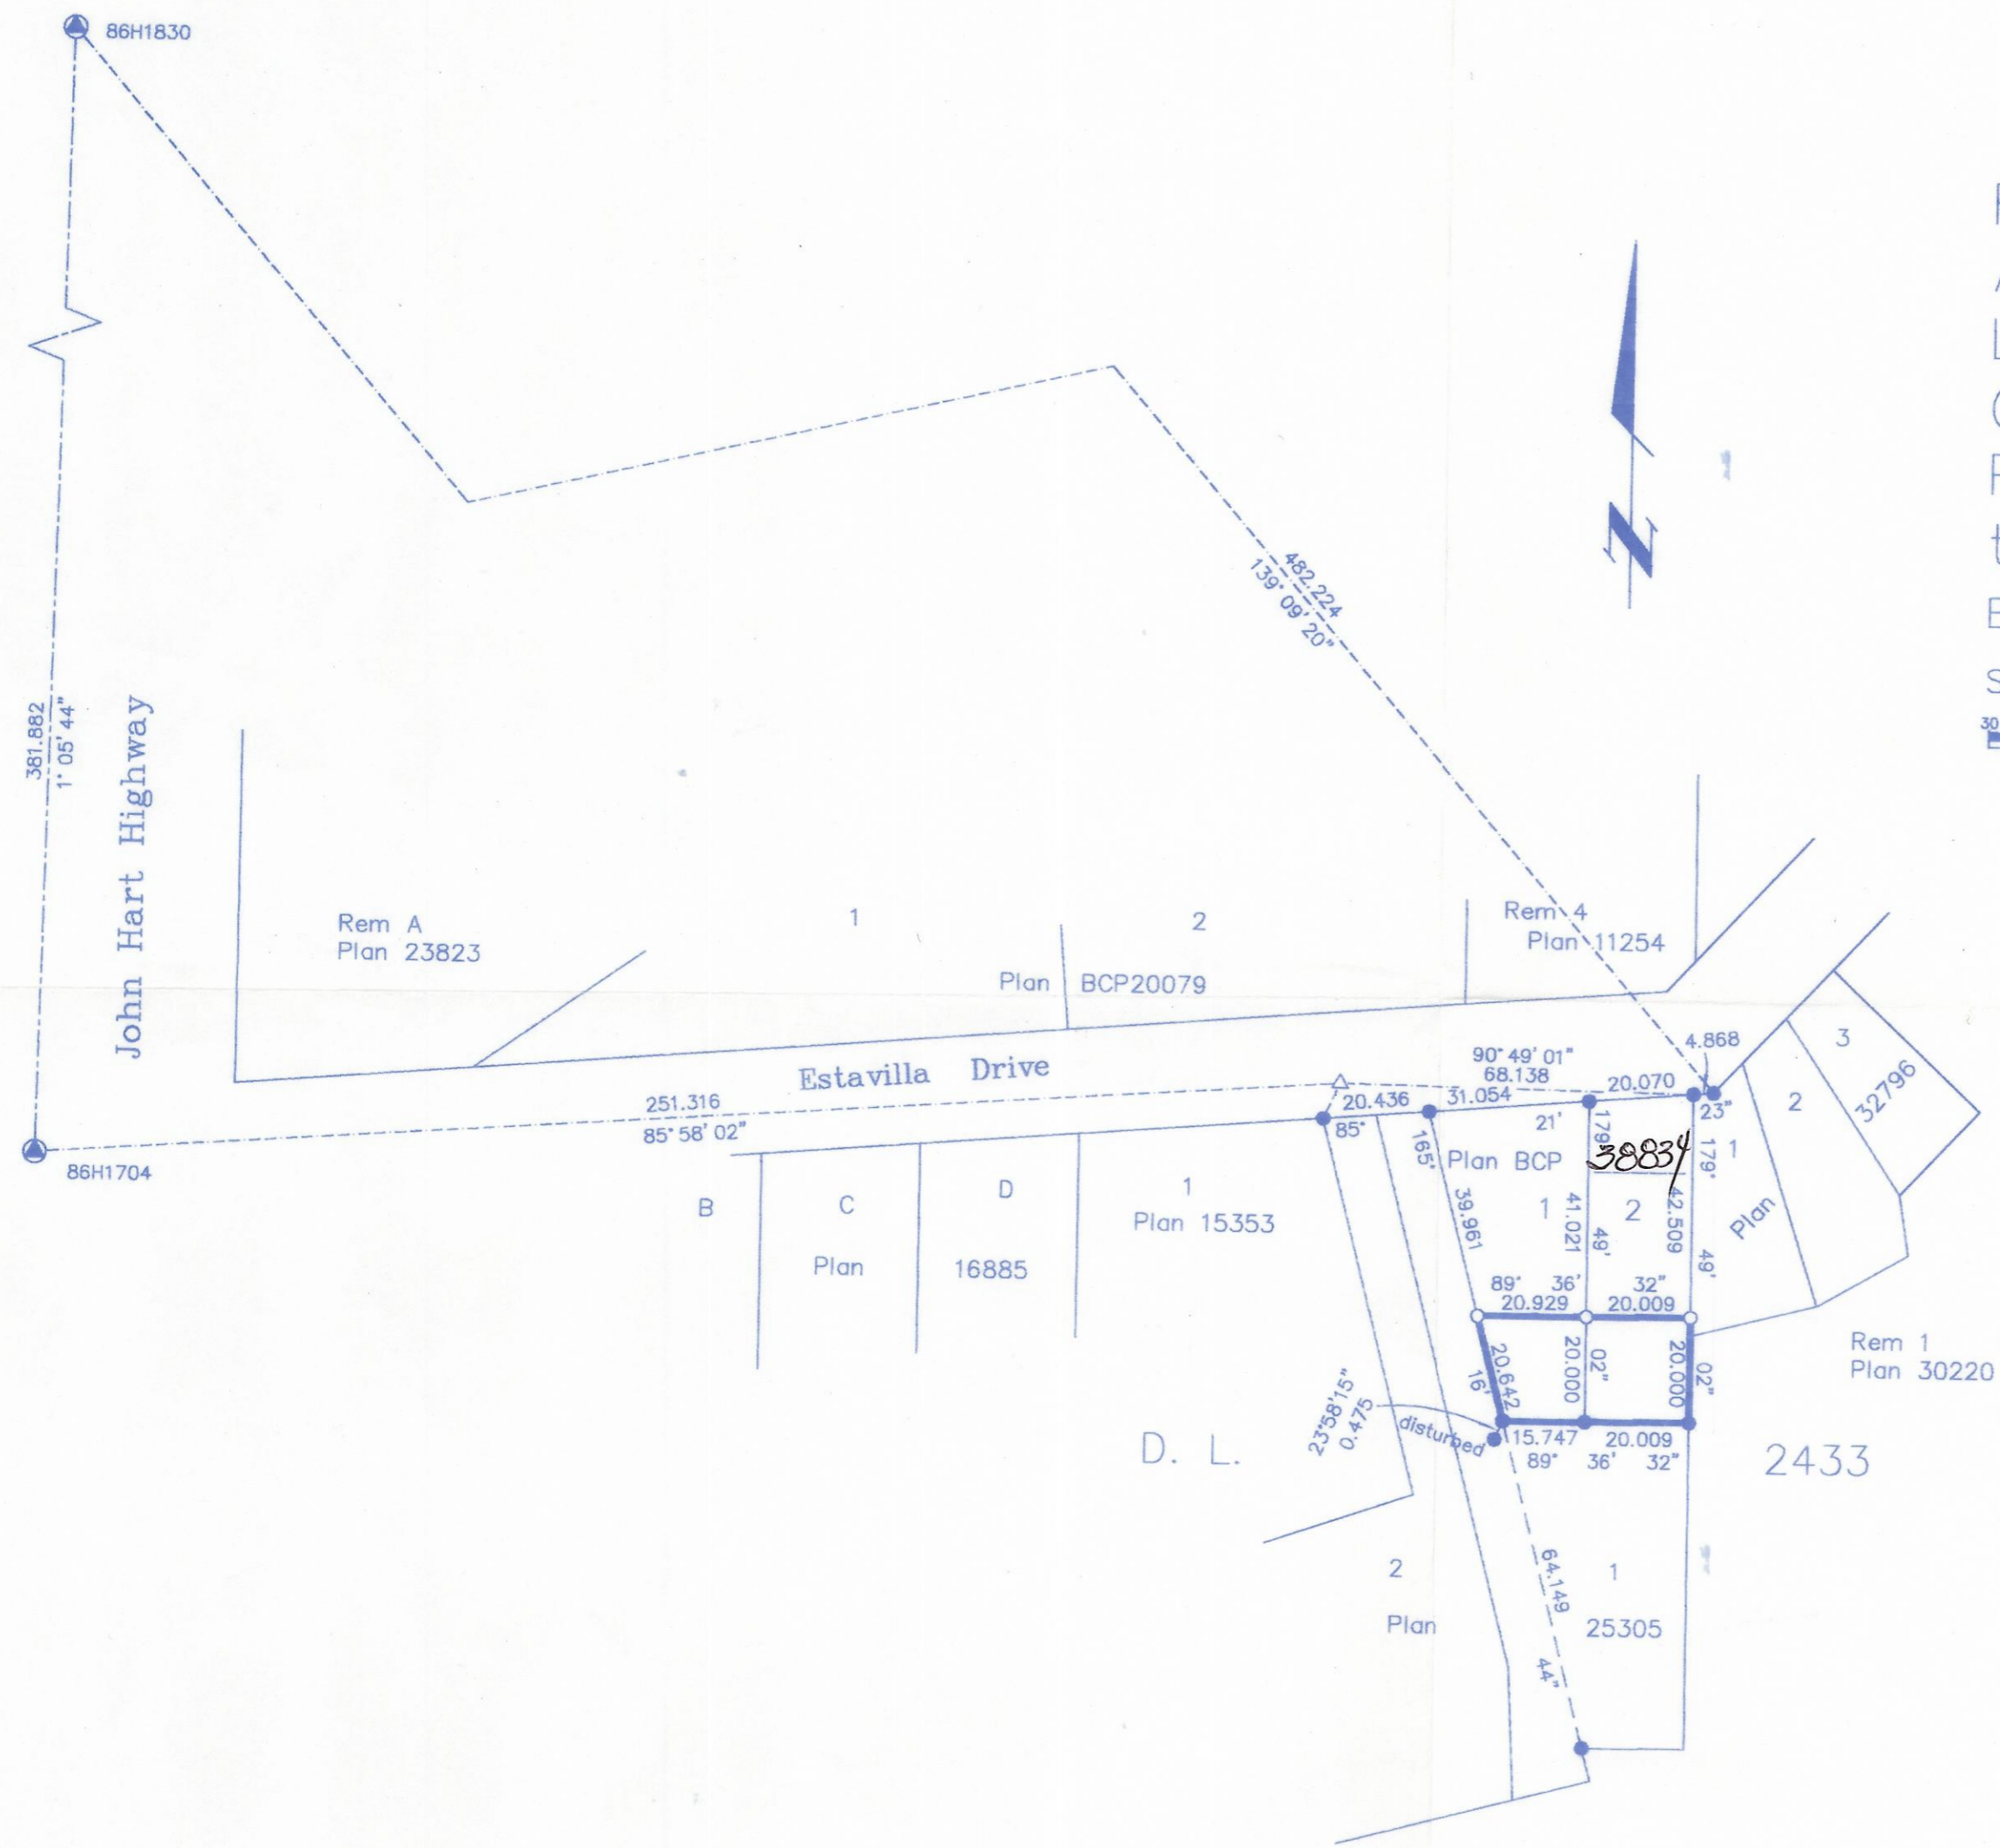 86H1830
482.224
139° 09' 20"
381.882
1° 05' 44"
John Hart Highway
Rem A
Plan 23823
1
2
Plan BCP20079
Rem 4
Plan 11254
30
Estavilla Drive
251.316
85° 58' 02"
86H1704
90° 49' 01"
68.138
4.868
20.436
31.054
20.070
85°
21'
23"
3
2
1
Plan
32796
B
C
D
Plan 16885
1
Plan 15353
165°
Plan BCP
38834
179°
179°
39.961
1
41.021
49'
2
42.509
49'
89° 36' 32"
20.929
20.009
20.642
16'
20.000
02"
20.000
02"
Rem 1
Plan 30220
23°58'15"
0.475
disturbed
15.747
20.009
89° 36' 32"
D. L.
2433
2
Plan
64.149
44"
1
25305